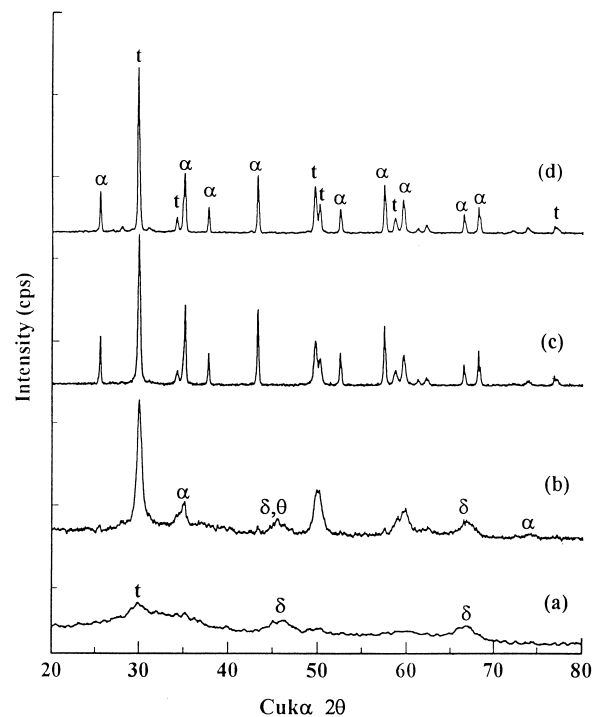 t
α
α
α
t
α
t
t
α
α
t
α
α
α
t
(d)
(c)
α
δ,θ
δ
α
(b)
t
δ
δ
(a)
20
30
40
50
60
70
80
Cukα 2θ
Intensity (cps)